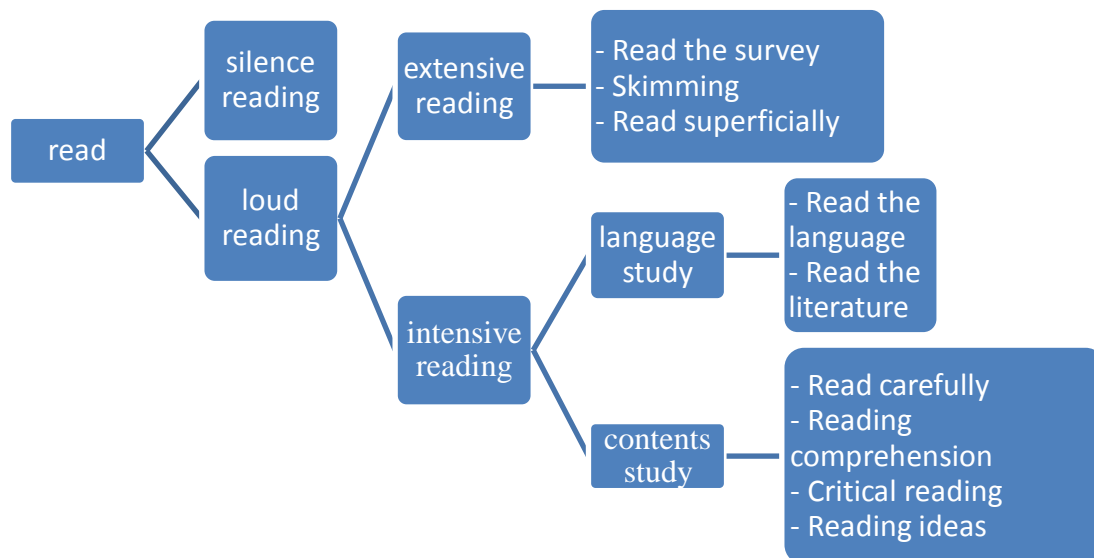 read
silence
reading
loud
reading
extensive
reading
- Read the survey
- Skimming
- Read superficially
intensive
reading
language
study
- Read the
language
- Read the
literature
contents
study
- Read carefully
- Reading
comprehension
- Critical reading
- Reading ideas